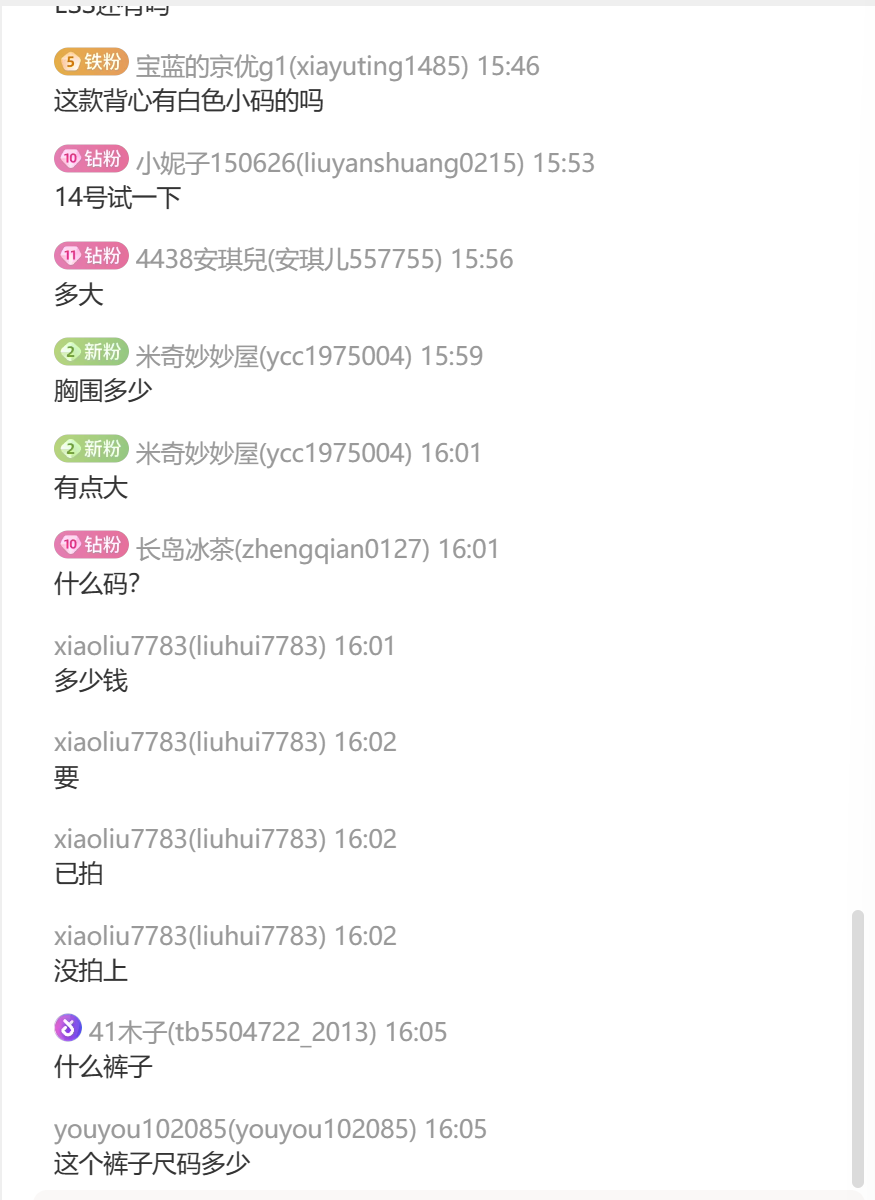 5 铁粉 宝蓝的京优g1(xiayuting1485) 15:46
这款背心有白色小码的吗
10 钻粉 小妮子150626(liuyanshuang0215) 15:53
14号试一下
11 钻粉 4438安琪兒(安琪儿557755) 15:56
多大
2 新粉 米奇妙妙屋(ycc1975004) 15:59
胸围多少
2 新粉 米奇妙妙屋(ycc1975004) 16:01
有点大
10 钻粉 长岛冰茶(zhengqian0127) 16:01
什么码?
xiaoliu7783(liuhui7783) 16:01
多少钱
xiaoliu7783(liuhui7783) 16:02
要
xiaoliu7783(liuhui7783) 16:02
已拍
xiaoliu7783(liuhui7783) 16:02
没拍上
41木子(tb5504722_2013) 16:05
什么裤子
youyou102085(youyou102085) 16:05
这个裤子尺码多少